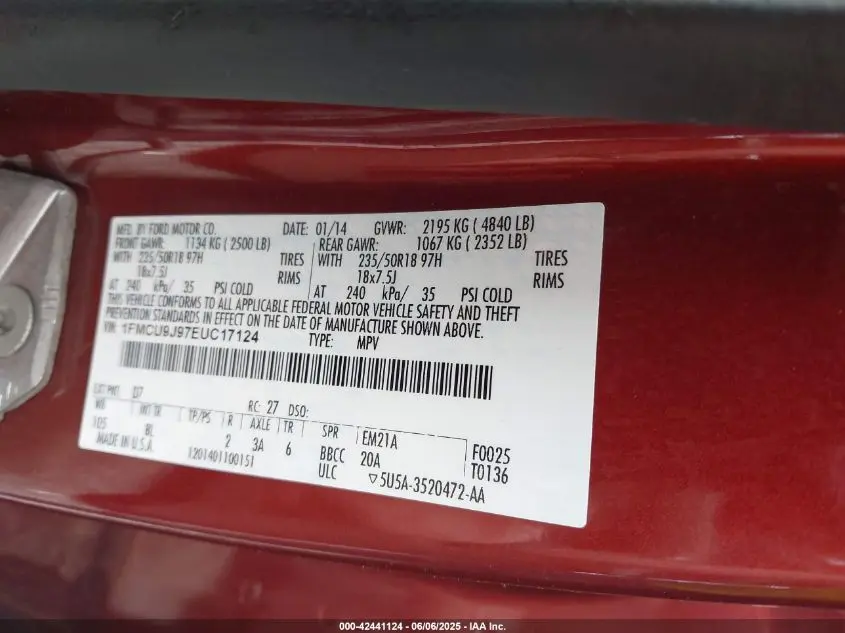 MFD. BY FORD MOTOR CO. DATE: 01/14 GVWR: 2195 KG ( 4840 LB)
FRONT GAWR: 1134 KG ( 2500 LB) REAR GAWR: 1067 KG ( 2352 LB)
WITH 235/50R18 97H TIRES WITH 235/50R18 97H TIRES
18x7.5J RIMS 18x7.5J RIMS
AT 240 kPa/ 35 PSI COLD AT 240 kPa/ 35 PSI COLD
THIS VEHICLE CONFORMS TO ALL APPLICABLE FEDERAL MOTOR VEHICLE SAFETY AND THEFT
PREVENTION STANDARDS IN EFFECT ON THE DATE OF MANUFACTURE SHOWN ABOVE.
VIN: 1FMCU9J97EUC17124 TYPE: MPV
EXT PNT: D7 RC: 27 DSO:
WB INT TR TP/PS R AXLE TR SPR EM21A F0025
105 BL 2 3A 6 BBCC 20A T0136
MADE IN U.S.A. 1201401100151 ULC ▽5U5A-3520472-AA
000-42441124 | 06/06/2025 - IAA Inc.